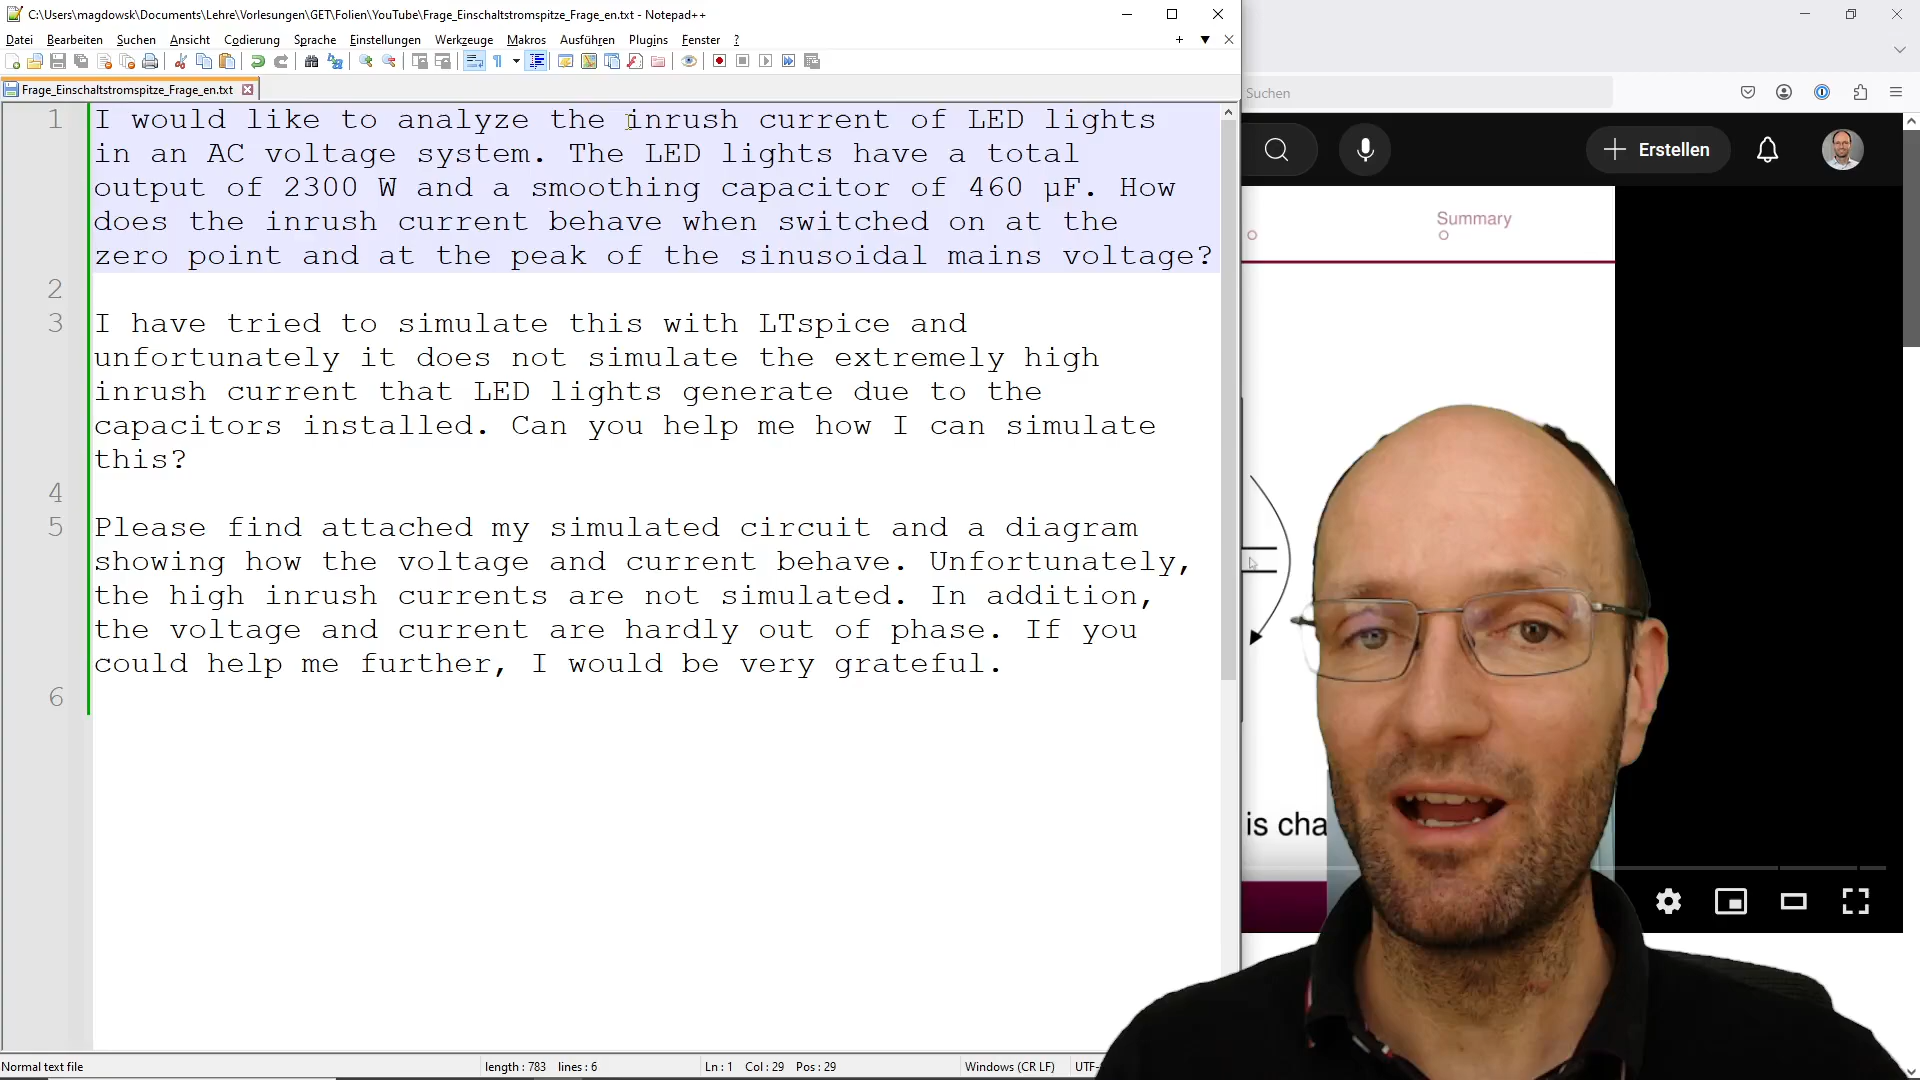 C:\Users\magdowsk\Documents\Lehre\Vorlesungen\GET\Folien\YouTube\Frage_Einschaltstromspitze_Frage_en.txt - Notepad++
Datei Bearbeiten Suchen Ansicht Codierung Sprache Einstellungen Werkzeuge Makros Ausführen Plugins Fenster ?
Frage_Einschaltstromspitze_Frage_en.txt
1 I would like to analyze the inrush current of LED lights
in an AC voltage system. The LED lights have a total
output of 2300 W and a smoothing capacitor of 460 µF. How
does the inrush current behave when switched on at the
zero point and at the peak of the sinusoidal mains voltage?
2
3 I have tried to simulate this with LTspice and
unfortunately it does not simulate the extremely high
inrush current that LED lights generate due to the
capacitors installed. Can you help me how I can simulate
this?
4
5 Please find attached my simulated circuit and a diagram
showing how the voltage and current behave. Unfortunately,
the high inrush currents are not simulated. In addition,
the voltage and current are hardly out of phase. If you
could help me further, I would be very grateful.
6
Normal text file length : 783 lines : 6 Ln : 1 Col : 29 Pos : 29 Windows (CR LF) UTF-
Suchen
Erstellen
Summary
is cha